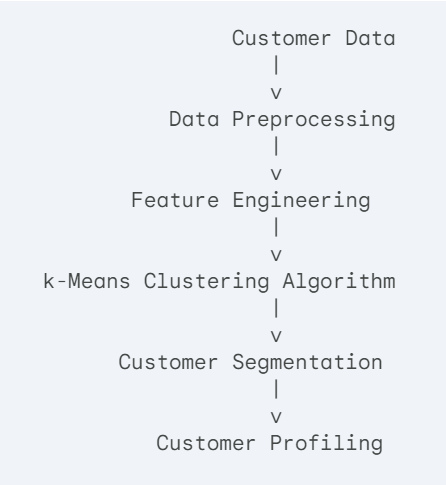 Customer Data
|
v
Data Preprocessing
|
v
Feature Engineering
|
v
k-Means Clustering Algorithm
|
v
Customer Segmentation
|
v
Customer Profiling